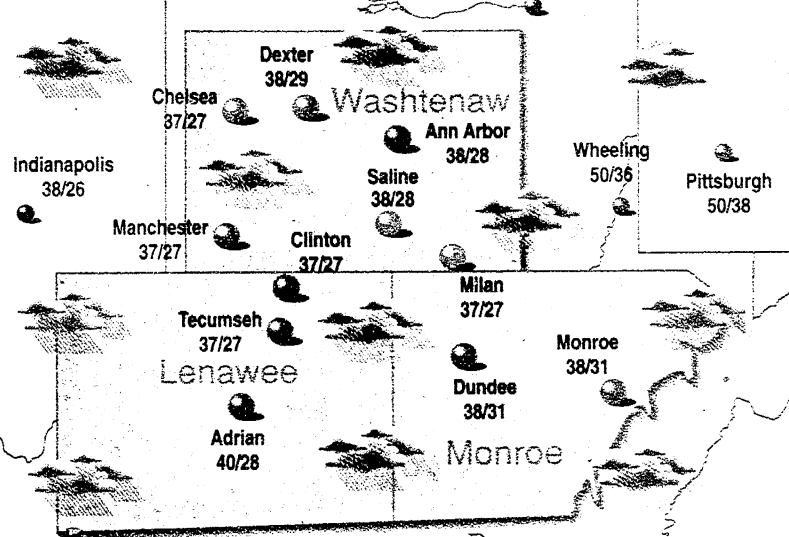 Dexter
38/29
Chelsea
37/27
Washtenaw
Ann Arbor
38/28
Wheeling
50/36
Indianapolis
38/26
Saline
38/28
Pittsburgh
50/38
Manchester
37/27
Clinton
37/27
Milan
37/27
Tecumseh
37/27
Monroe
38/31
Lenawee
Dundee
38/31
Adrian
40/28
Monroe